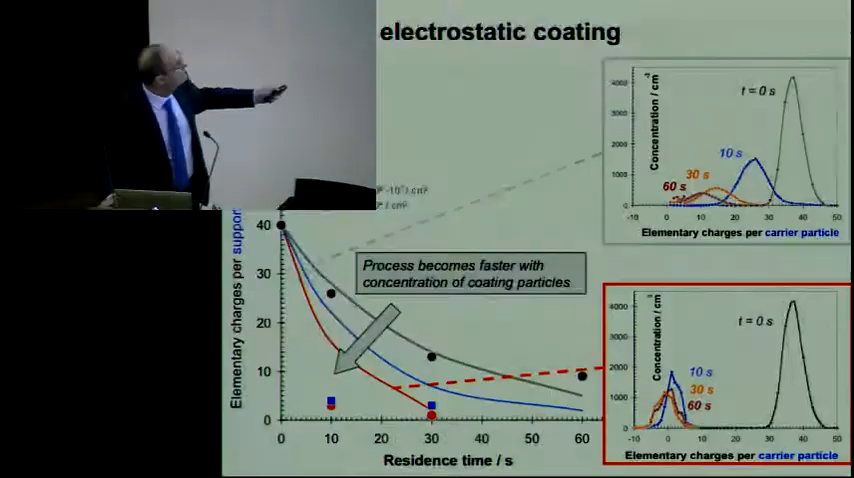 electrostatic coating
Elementary charges per suppor
40
30
20
10
0
0
10
20
30
40
50
60
Residence time / s
Process becomes faster with
concentration of coating particles
Concentration / cm
4000
3000
2000
1000
0
-10
0
10
20
30
40
50
t = 0 s
10 s
30 s
60 s
Elementary charges per carrier particle
Concentration / cm
4000
3000
2000
1000
0
-10
0
10
20
30
40
50
t = 0 s
10 s
30 s
60 s
Elementary charges per carrier particle